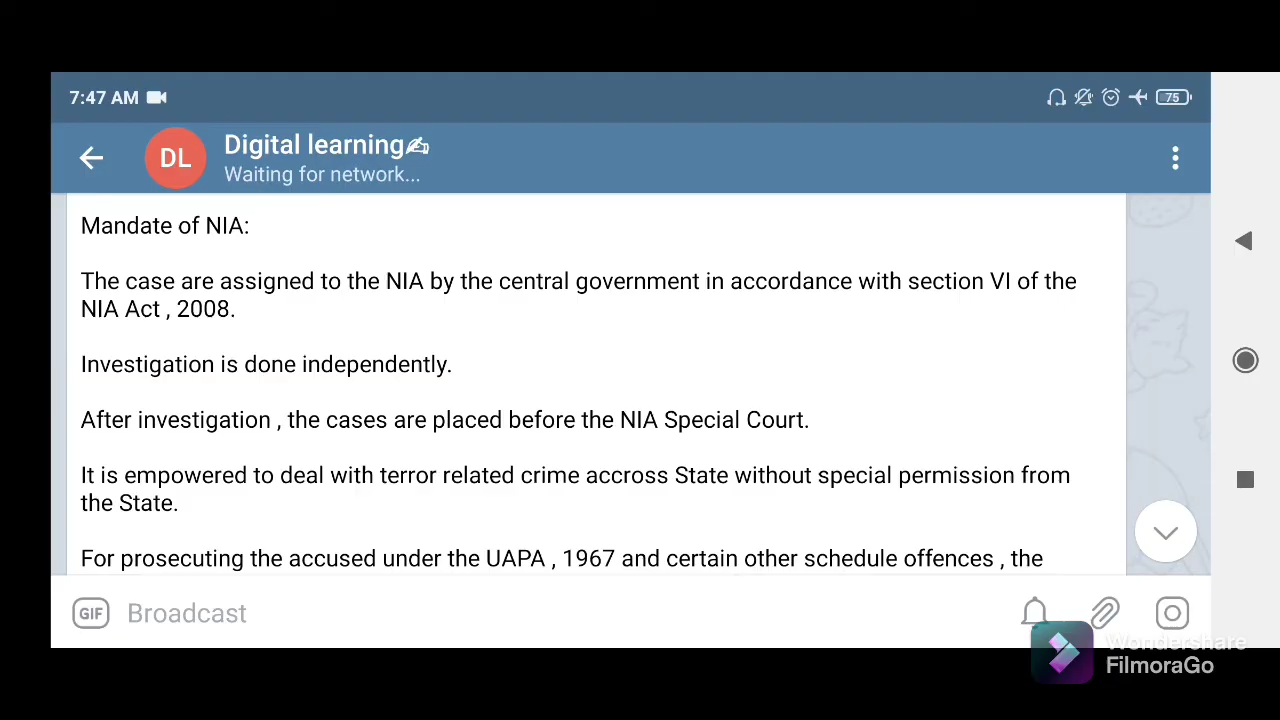 7:47 AM
75
DL
Digital learning✍
Waiting for network...
Mandate of NIA:
The case are assigned to the NIA by the central government in accordance with section VI of the
NIA Act , 2008.
Investigation is done independently.
After investigation , the cases are placed before the NIA Special Court.
It is empowered to deal with terror related crime accross State without special permission from
the State.
For prosecuting the accused under the UAPA , 1967 and certain other schedule offences , the
GIF
Broadcast
Wondershare
FilmoraGo